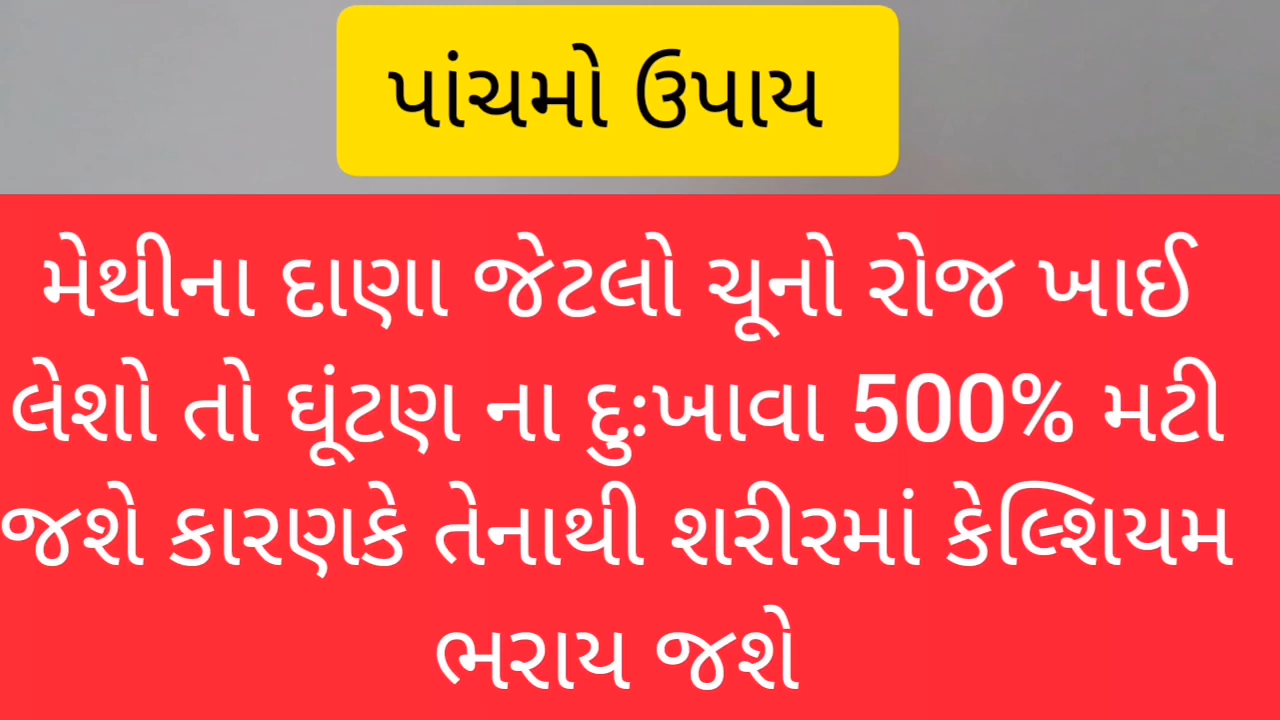 પાંચમો ઉપાય
મેથીના દાણા જેટલો ચૂનો રોજ ખાઈ
લેશો તો ઘૂંટણ ના દુઃખાવા 500% મટી
જશે કારણકે તેનાથી શરીરમાં કેલ્શિયમ
ભરાય જશે